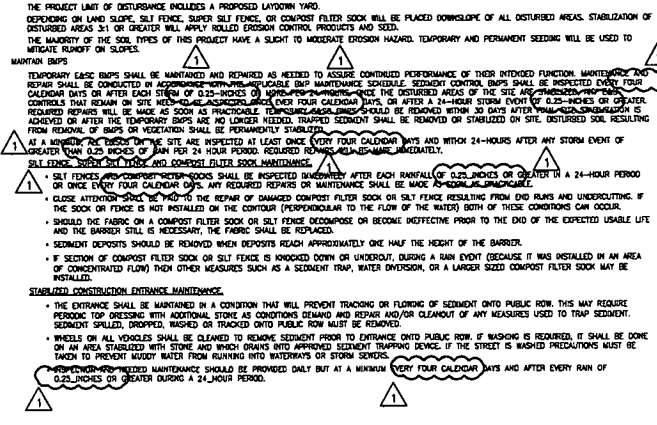 THE PROJECT LIMIT OF DISTURBANCE INCLUDES A PROPOSED LAYDOWN YARD.
DEPENDING ON LAND SLOPE, SILT FENCE, SUPER SILT FENCE, OR COMPOST FILTER SOCK WILL BE PLACED DOWNSLOPE OF ALL DISTURBED AREAS. STABILIZATION OF
DISTURBED AREAS 3:1 OR GREATER WILL APPLY ROLLED EROSION CONTROL PRODUCTS AND SEED.
THE MAJORITY OF THE SOIL TYPES OF THIS PROJECT HAVE A SLIGHT TO MODERATE EROSION HAZARD. TEMPORARY AND PERMANENT SEEDING WILL BE USED TO
MITIGATE RUNOFF ON SLOPES.
MAINTAIN BMPS
TEMPORARY E&SC BMPS SHALL BE MAINTAINED AND REPAIRED AS NEEDED TO ASSURE CONTINUED PERFORMANCE OF THEIR INTENDED FUNCTION. MAINTENANCE AND
REPAIR SHALL BE CONDUCTED IN ACCORDANCE WITH THE APPLICABLE BMP MAINTENANCE SCHEDULE. SEDIMENT CONTROL BMPS SHALL BE INSPECTED EVERY FOUR
CALENDAR DAYS OR AFTER EACH STORM OF 0.25-INCHES OR MORE PER 24-HOURS. ONCE THE DISTURBED AREAS OF THE SITE ARE STABILIZED
CONTROLS THAT REMAIN ON SITE NEED TO BE INSPECTED ONCE EVER FOUR CALENDAR DAYS, OR AFTER A 24-HOUR STORM EVENT OF 0.25-INCHES OR GREATER.
REQUIRED REPAIRS WILL BE MAKE AS SOON AS PRACTICABLE. TEMPORARY BMPS SHOULD BE REMOVED WITHIN 30 DAYS AFTER FINAL SITE STABILIZATION IS
ACHIEVED OR AFTER THE TEMPORARY BMPS ARE NO LONGER NEEDED. TRAPPED SEDIMENT SHALL BE REMOVED OR STABILIZED ON SITE. DISTURBED SOIL RESULTING
FROM REMOVAL OF BMPS OR VEGETATION SHALL BE PERMANENTLY STABILIZED.
AT A MINIMUM, THE ON THE SITE ARE INSPECTED AT LEAST ONCE EVERY FOUR CALENDAR DAYS AND WITHIN 24-HOURS AFTER ANY STORM EVENT OF
GREATER THAN 0.25 INCHES OF RAIN PER 24 HOUR PERIOD. REQUIRED REPAIRS WILL BE MADE IMMEDIATELY.
SILT FENCE, SUPER SILT FENCE AND COMPOST FILTER SOCK MAINTENANCE.
• SILT FENCES AND COMPOST FILTER SOCKS SHALL BE INSPECTED IMMEDIATELY AFTER EACH RAINFALL OF 0.25_INCHES OR GREATER IN A 24-HOUR PERIOD
OR ONCE EVERY FOUR CALENDAR DAYS. ANY REQUIRED REPAIRS OR MAINTENANCE SHALL BE MADE AS SOON AS PRACTICABLE.
• CLOSE ATTENTION SHALL BE PAID TO THE REPAIR OF DAMAGED COMPOST FILTER SOCK OR SILT FENCE RESULTING FROM END RUNS AND UNDERCUTTING. IF
THE SOCK OR FENCE IS NOT INSTALLED ON THE CONTOUR (PERPENDICULAR TO THE FLOW OF THE WATER) BOTH OF THESE CONDITIONS CAN OCCUR.
• SHOULD THE FABRIC ON A COMPOST FILTER SOCK OR SILT FENCE DECOMPOSE OR BECOME INEFFECTIVE PRIOR TO THE END OF THE EXPECTED USABLE LIFE
AND THE BARRIER STILL IS NECESSARY, THE FABRIC SHALL BE REPLACED.
• SEDIMENT DEPOSITS SHOULD BE REMOVED WHEN DEPOSITS REACH APPROXIMATELY ONE HALF THE HEIGHT OF THE BARRIER.
• IF SECTION OF COMPOST FILTER SOCK OR SILT FENCE IS KNOCKED DOWN OR UNDERCUT, DURING A RAIN EVENT (BECAUSE IT WAS INSTALLED IN AN AREA
OF CONCENTRATED FLOW) THEN OTHER MEASURES SUCH AS A SEDIMENT TRAP, WATER DIVERSION, OR A LARGER SIZED COMPOST FILTER SOCK MAY BE
INSTALLED.
STABILIZED CONSTRUCTION ENTRANCE MAINTENANCE.
• THE ENTRANCE SHALL BE MAINTAINED IN A CONDITION THAT WILL PREVENT TRACKING OR FLOWING OF SEDIMENT ONTO PUBLIC ROW. THIS MAY REQUIRE
PERIODIC TOP DRESSING WITH ADDITIONAL STONE AS CONDITIONS DEMAND AND REPAIR AND/OR CLEANOUT OF ANY MEASURES USED TO TRAP SEDIMENT.
SEDIMENT SPILLED, DROPPED, WASHED OR TRACKED ONTO PUBLIC ROW MUST BE REMOVED.
• WHEELS ON ALL VEHICLES SHALL BE CLEANED TO REMOVE SEDIMENT PRIOR TO ENTRANCE ONTO PUBLIC ROW. IF WASHING IS REQUIRED, IT SHALL BE DONE
ON AN AREA STABILIZED WITH STONE AND WHICH DRAINS INTO APPROVED SEDIMENT TRAPPING DEVICE. IF THE STREET IS WASHED PRECAUTIONS MUST BE
TAKEN TO PREVENT MUDDY WATER FROM RUNNING INTO WATERWAYS OR STORM SEWERS.
• INSPECTION AND NEEDED MAINTENANCE SHOULD BE PROVIDED DAILY BUT AT A MINIMUM EVERY FOUR CALENDAR DAYS AND AFTER EVERY RAIN OF
0.25_INCHES OR GREATER DURING A 24_HOUR PERIOD.
1
1
1
1
1
1
1
1